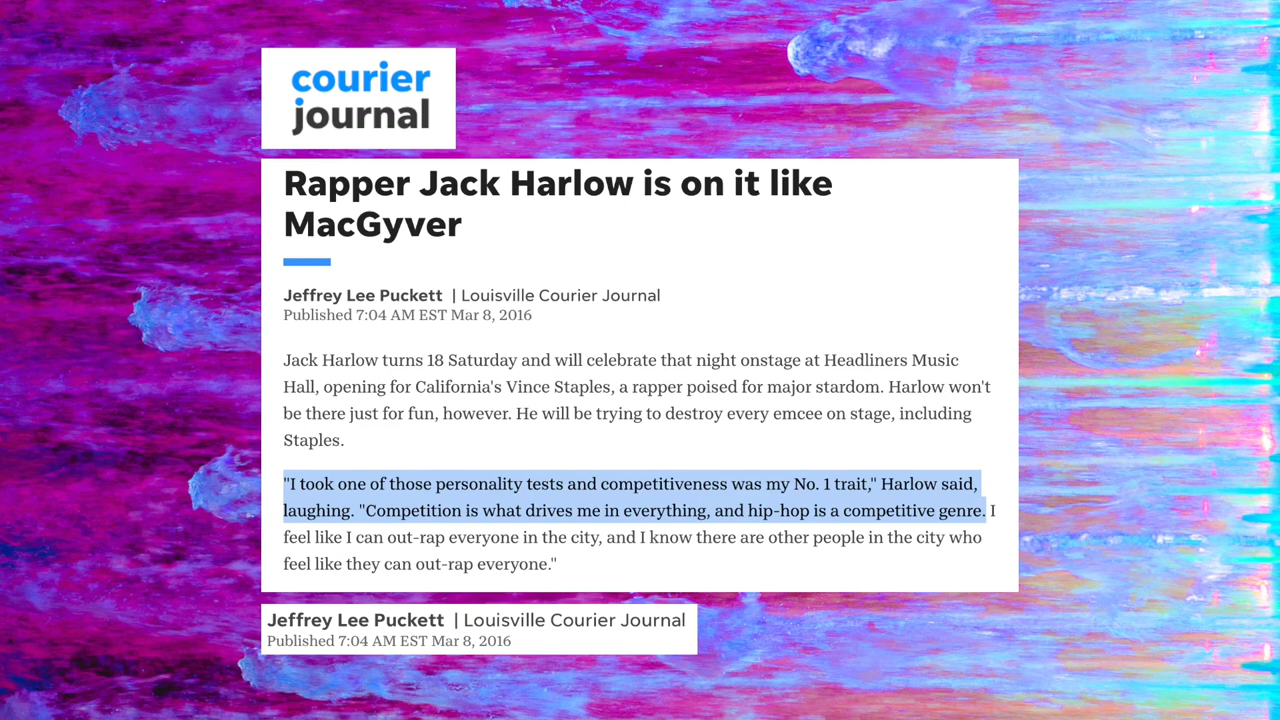 courier
journal
Rapper Jack Harlow is on it like
MacGyver
Jeffrey Lee Puckett | Louisville Courier Journal
Published 7:04 AM EST Mar 8, 2016
Jack Harlow turns 18 Saturday and will celebrate that night onstage at Headliners Music
Hall, opening for California's Vince Staples, a rapper poised for major stardom. Harlow won't
be there just for fun, however. He will be trying to destroy every emcee on stage, including
Staples.
"I took one of those personality tests and competitiveness was my No. 1 trait," Harlow said,
laughing. "Competition is what drives me in everything, and hip-hop is a competitive genre. I
feel like I can out-rap everyone in the city, and I know there are other people in the city who
feel like they can out-rap everyone."
Jeffrey Lee Puckett | Louisville Courier Journal
Published 7:04 AM EST Mar 8, 2016